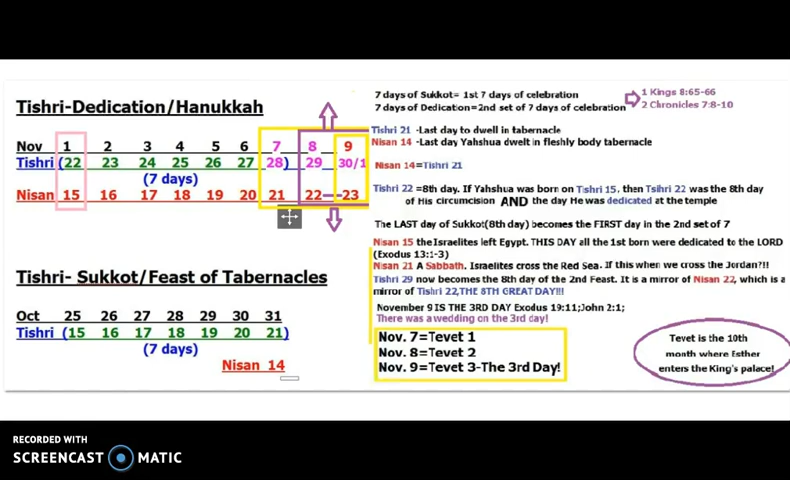 Tishri-Dedication/Hanukkah
Nov 1 2 3 4 5 6 7 8 9
Tishri (22 23 24 25 26 27 28) 29 30/1
(7 days)
Nisan 15 16 17 18 19 20 21 22 23
Tishri- Sukkot/Feast of Tabernacles
Oct 25 26 27 28 29 30 31
Tishri (15 16 17 18 19 20 21)
(7 days)
Nisan 14
7 days of Sukkot= 1st 7 days of celebration
7 days of Dedication=2nd set of 7 days of celebration
1 Kings 8:65-66
2 Chronicles 7:8-10
Tishri 21 -Last day to dwell in tabernacle
Nisan 14 -Last day Yahshua dwelt in fleshly body tabernacle
Nisan 14=Tishri 21
Tishri 22 =8th day. If Yahshua was born on Tishri 15, then Tsihri 22 was the 8th day
of His circumcision AND the day He was dedicated at the temple
The LAST day of Sukkot(8th day) becomes the FIRST day in the 2nd set of 7
Nisan 15 the Israelites left Egypt. THIS DAY all the 1st born were dedicated to the LORD
(Exodus 13:1-3)
Nisan 21 A Sabbath. Israelites cross the Red Sea. If this when we cross the Jordan?!!
Tishri 29 now becomes the 8th day of the 2nd Feast. It is a mirror of Nisan 22, which is a
mirror of Tishri 22,THE 8TH GREAT DAY!!!
November 9 IS THE 3RD DAY Exodus 19:11;John 2:1;
There was a wedding on the 3rd day!
Nov. 7=Tevet 1
Nov. 8=Tevet 2
Nov. 9=Tevet 3-The 3rd Day!
Tevet is the 10th
month where Esther
enters the King's palace!
RECORDED WITH
SCREENCAST MATIC